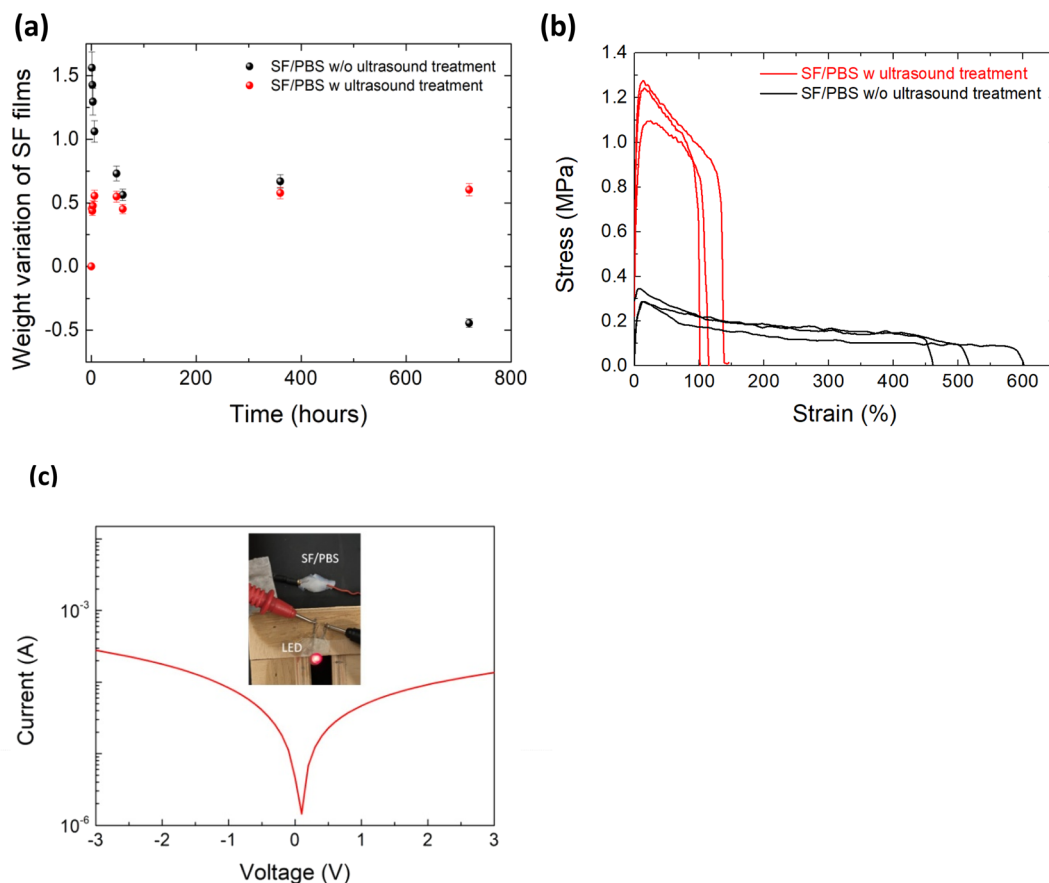 (a)
Weight variation of SF films
1.5
1.0
0.5
0.0
-0.5
SF/PBS w/o ultrasound treatment
SF/PBS w ultrasound treatment
0
200
400
600
800
Time (hours)
(b)
Stress (MPa)
1.4
1.2
1.0
0.8
0.6
0.4
0.2
0.0
SF/PBS w ultrasound treatment
SF/PBS w/o ultrasound treatment
0
100
200
300
400
500
600
Strain (%)
(c)
Current (A)
10-3
10-6
SF/PBS
LED
-3
-2
-1
0
1
2
3
Voltage (V)